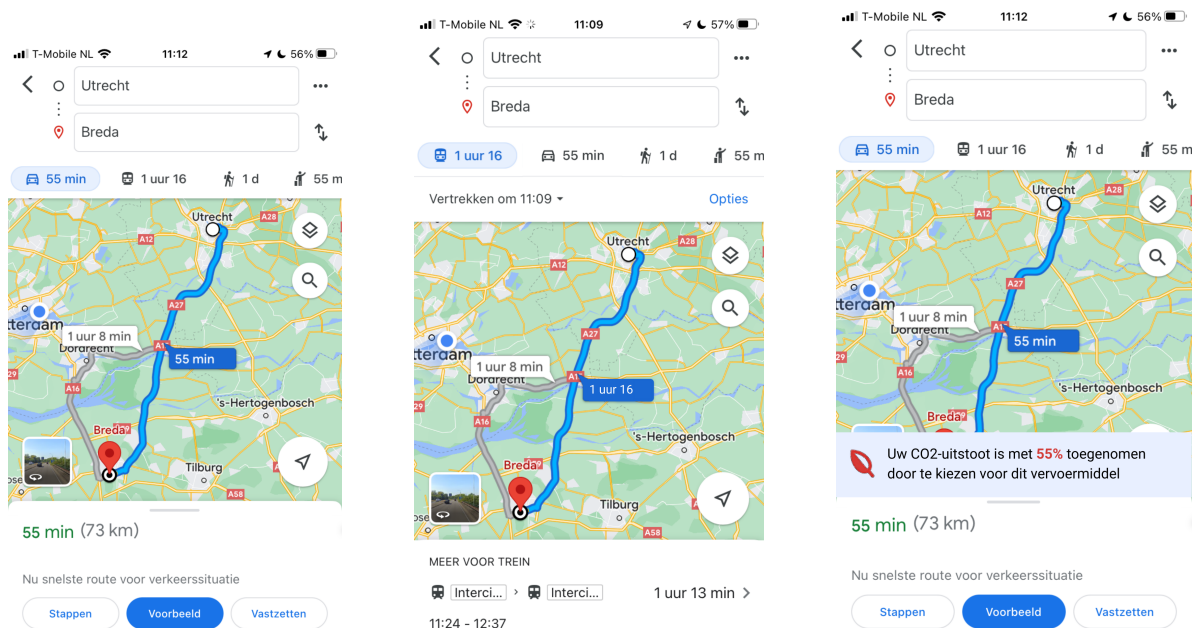 T-Mobile NL
11:12
56%
Utrecht
Breda
55 min
1 uur 16
1 d
55 m
Utrecht
A28
A12
A27
terdam
1 uur 8 min
Dordrecht
55 min
29
A16
's-Hertogenbosch
Breda
Tilburg
A58
55 min (73 km)
Nu snelste route voor verkeerssituatie
Stappen
Voorbeeld
Vastzetten
T-Mobile NL
11:09
57%
Utrecht
Breda
1 uur 16
55 min
1 d
55 m
Vertrekken om 11:09
Opties
Utrecht
A28
A12
A27
tterdam
1 uur 8 min
Dordrecht
1 uur 16
29
A16
's-Hertogenbosch
Breda
Tilburg
A58
MEER VOOR TREIN
Interci...
Interci...
1 uur 13 min
11:24 - 12:37
T-Mobile NL
11:12
56%
Utrecht
Breda
55 min
1 uur 16
1 d
55 m
Utrecht
A28
A12
A27
terdam
1 uur 8 min
Dordrecht
55 min
29
A16
's-Hertogenbosch
Breda
Uw CO2-uitstoot is met 55% toegenomen
door te kiezen voor dit vervoermiddel
55 min (73 km)
Nu snelste route voor verkeerssituatie
Stappen
Voorbeeld
Vastzetten